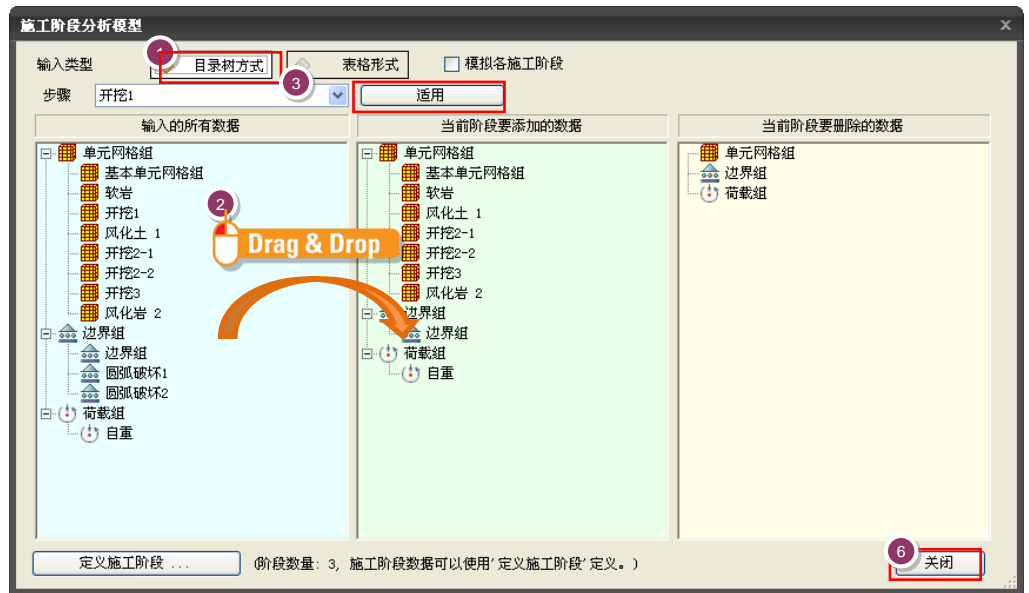 施工阶段分析模型
输入类型 1 目录树方式 表格形式 模拟各施工阶段
步骤 开挖1 3 适用
输入的所有数据
单元网格组
基本单元网格组
软岩
开挖1
风化土 1
开挖2-1
开挖2-2
开挖3
风化岩 2
边界组
边界组
圆弧破坏1
圆弧破坏2
荷载组
自重
2
Drag & Drop
当前阶段要添加的数据
单元网格组
基本单元网格组
软岩
风化土 1
开挖2-1
开挖2-2
开挖3
风化岩 2
边界组
边界组
荷载组
自重
当前阶段要删除的数据
单元网格组
边界组
荷载组
定义施工阶段 ... (阶段数量: 3, 施工阶段数据可以使用'定义施工阶段'定义。)
6 关闭